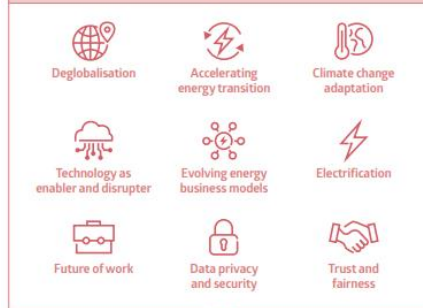 Deglobalisation
Accelerating
energy transition
Climate change
adaptation
Technology as
enabler and disrupter
Evolving energy
business models
Electrification
Future of work
Data privacy
and security
Trust and
fairness